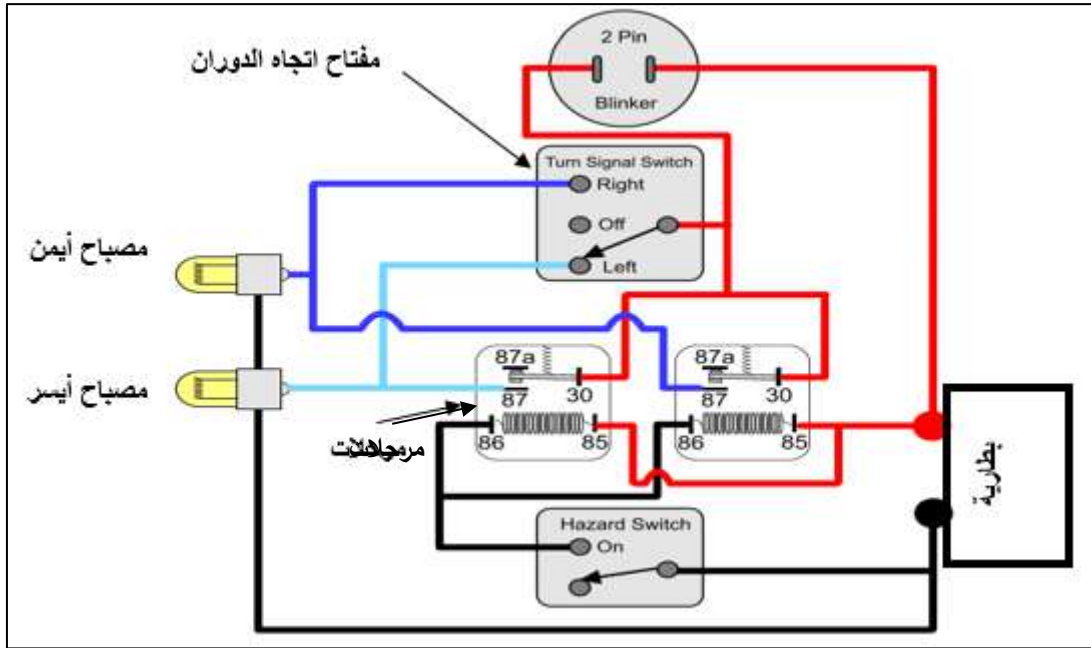 2 Pin
Blinker
مفتاح اتجاه الدوران
Turn Signal Switch
Right
Off
Left
مصباح أيمن
مصباح أيسر
87a
87
30
86
85
87a
87
30
86
85
بطارية
Hazard Switch
On